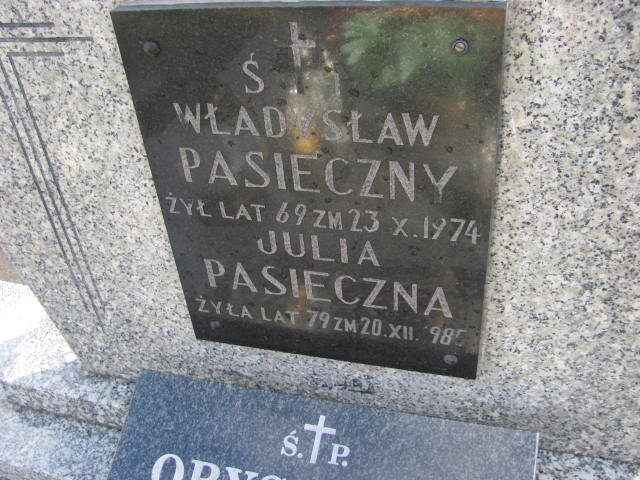 Ś
WŁADYSŁAW
PASIECZNY
ŻYŁ LAT 69 ZM 23 X. 1974
JULIA
PASIECZNA
ŻYŁA LAT 79 ZM 20. XII. 985
Ś. P.